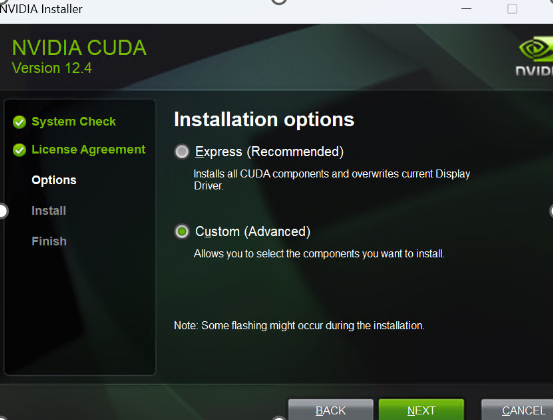 NVIDIA Installer
NVIDIA CUDA
Version 12.4
System Check
License Agreement
Options
Install
Finish
Installation options
Express (Recommended)
Installs all CUDA components and overwrites current Display
Driver.
Custom (Advanced)
Allows you to select the components you want to install.
Note: Some flashing might occur during the installation.
BACK
NEXT
CANCEL